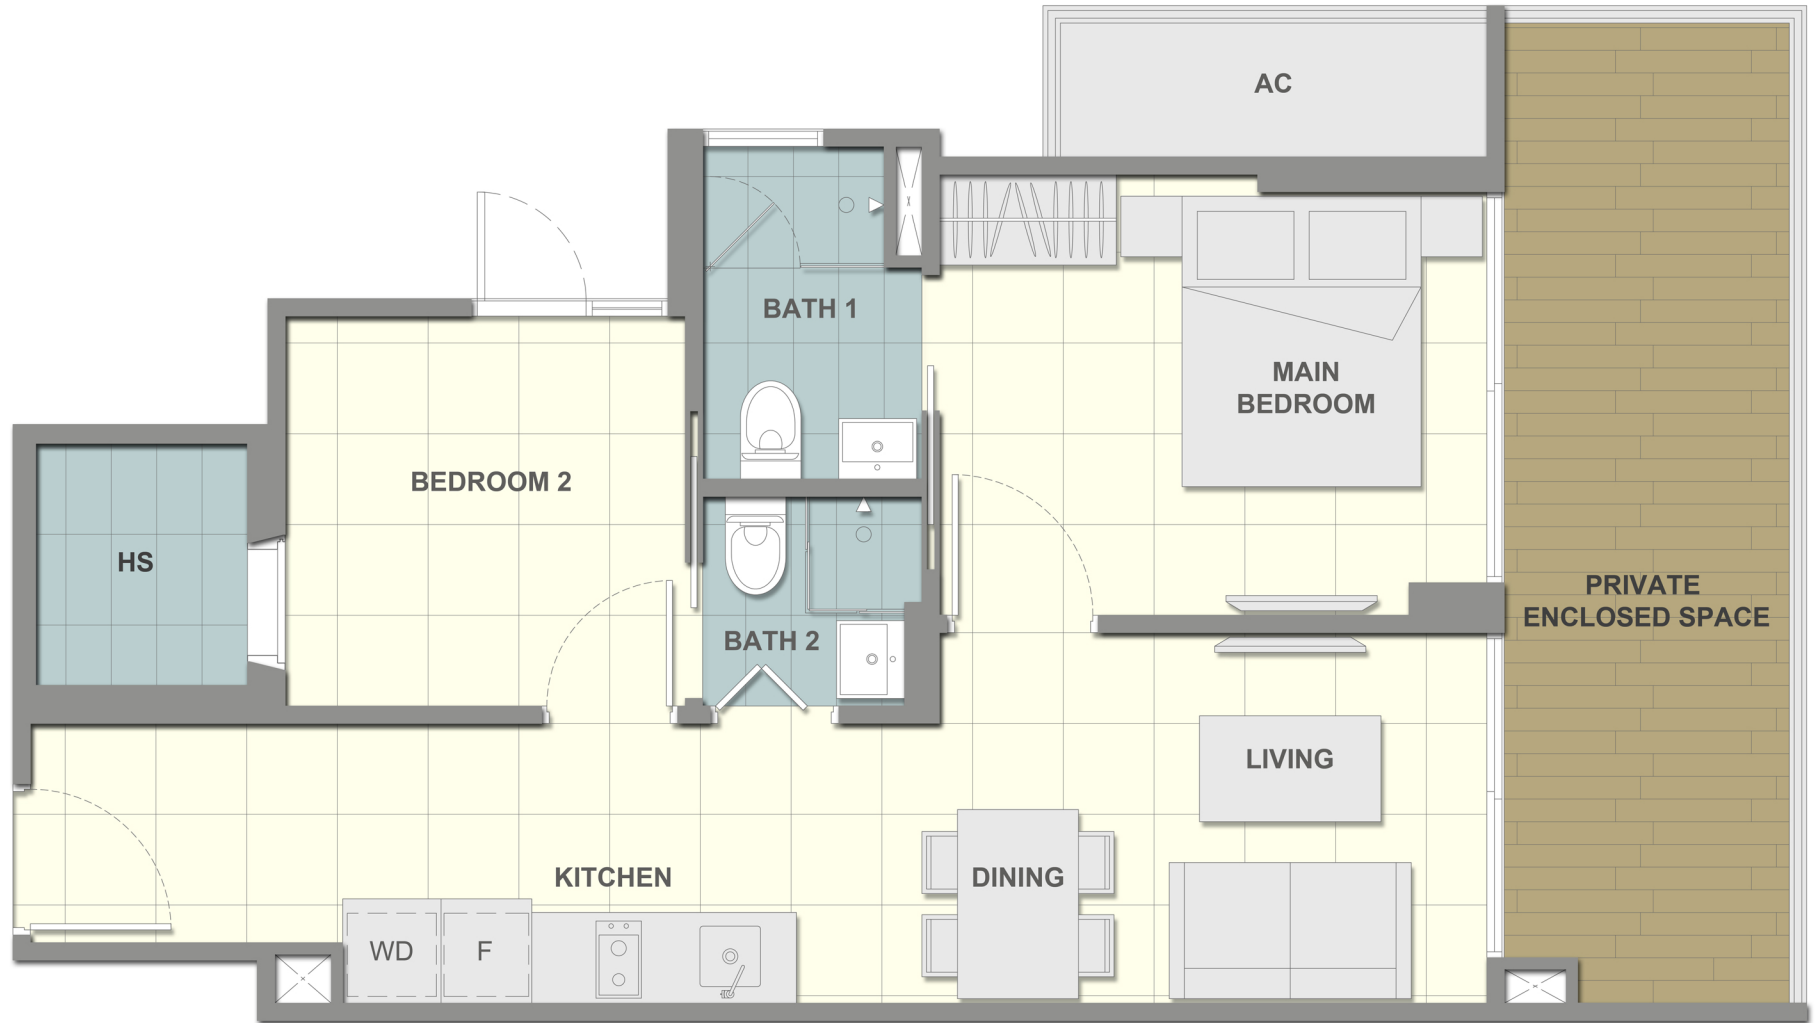 AC
BATH 1
MAIN
BEDROOM
BEDROOM 2
HS
PRIVATE
ENCLOSED SPACE
BATH 2
LIVING
KITCHEN
DINING
WD
F